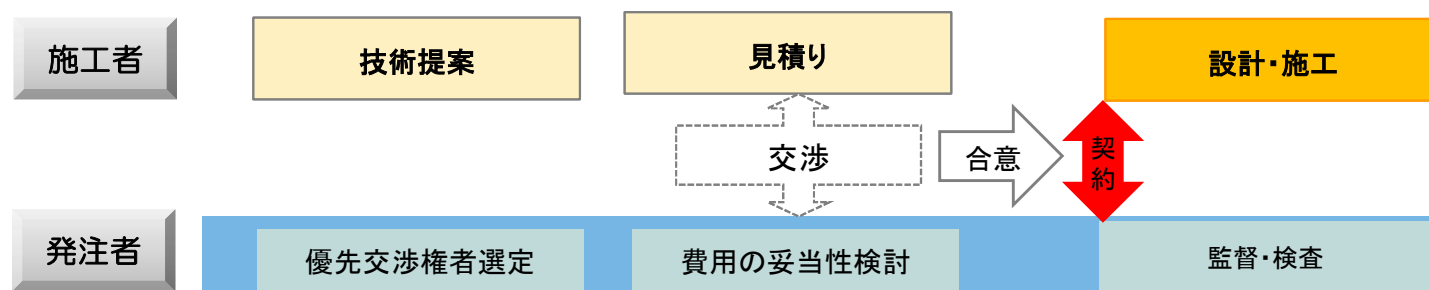 施工者
技術提案
見積り
設計・施工
交渉
合意
契約
発注者
優先交渉権者選定
費用の妥当性検討
監督・検査